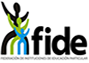 fide
FEDERACIÓN DE INSTITUCIONES DE EDUCACIÓN PARTICULAR